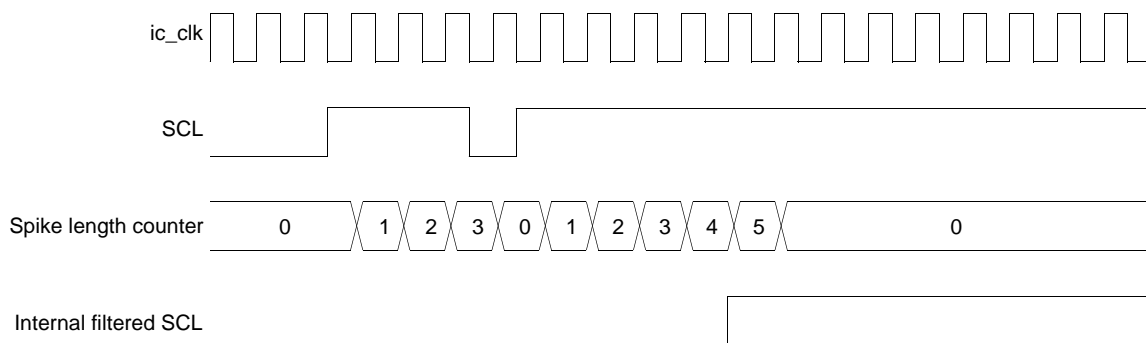 ic_clk
SCL
Spike length counter 0 1 2 3 0 1 2 3 4 5 0
Internal filtered SCL